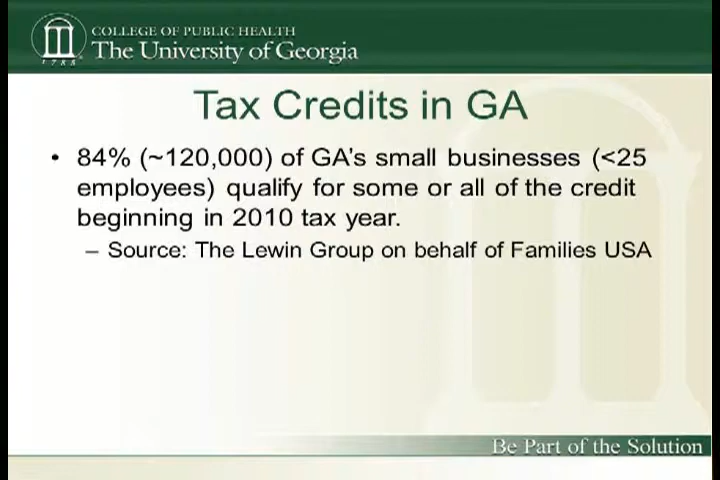 COLLEGE OF PUBLIC HEALTH
The University of Georgia
1785
Tax Credits in GA
• 84% (~120,000) of GA's small businesses (<25
employees) qualify for some or all of the credit
beginning in 2010 tax year.
– Source: The Lewin Group on behalf of Families USA
Be Part of the Solution